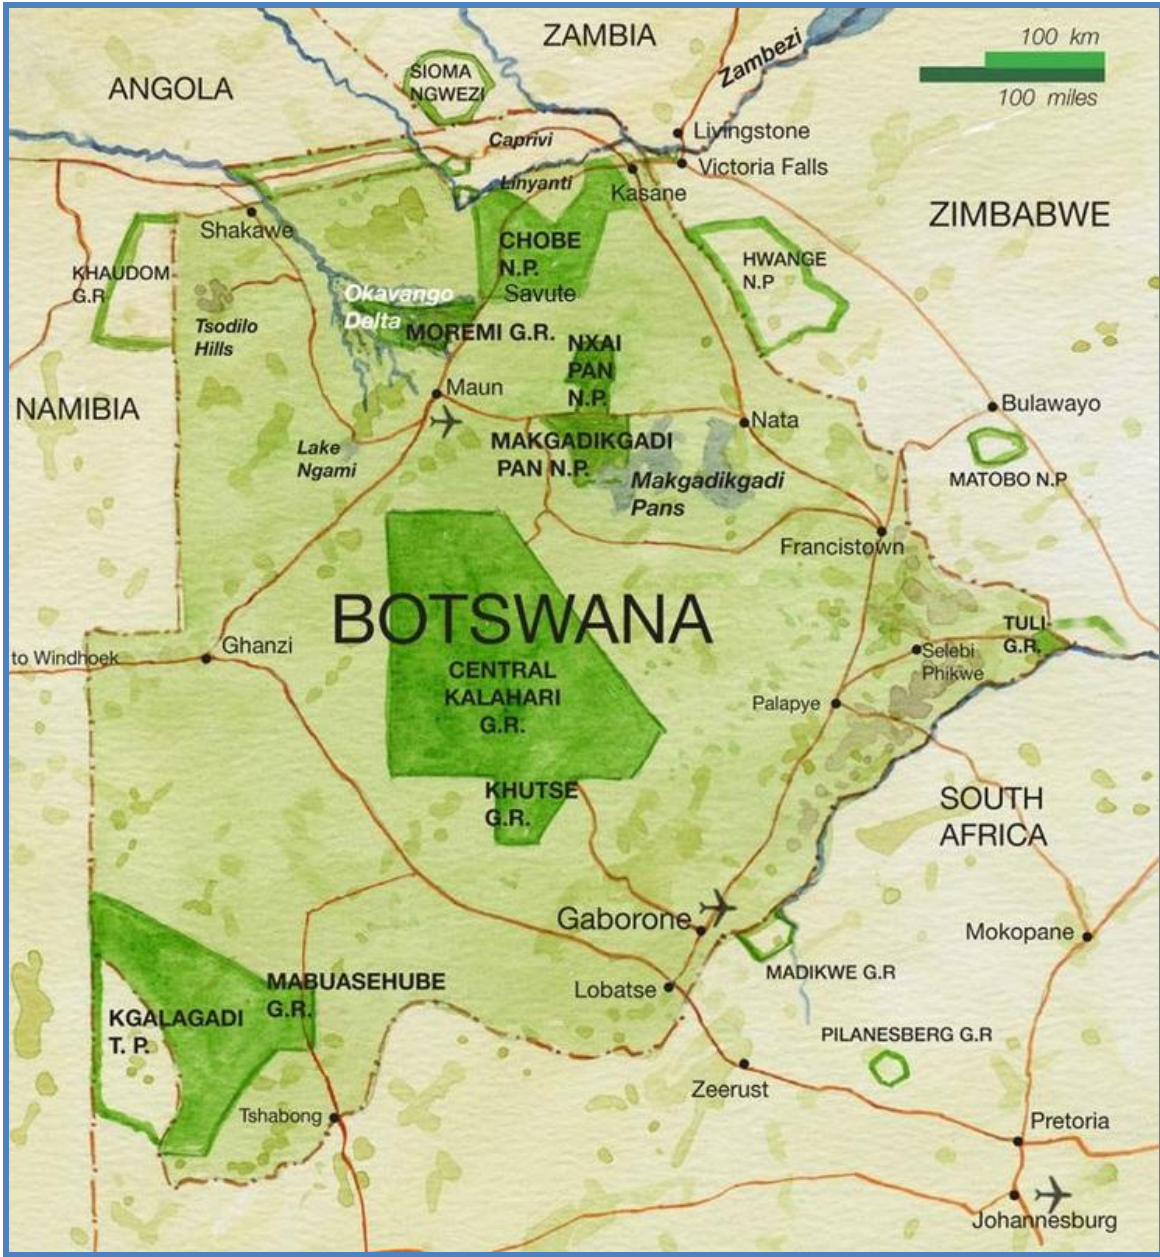 ZAMBIA
100 km
100 miles
Zambezi
SIOMA
NGWEZI
ANGOLA
Caprivi
Livingstone
Victoria Falls
Linyanti
Kasane
ZIMBABWE
Shakawe
CHOBE
N.P.
Savute
HWANGE
N.P
KHAUDOM
G.R
Okavango
Delta
MOREMI G.R.
Tsodilo
Hills
NXAI
PAN
N.P.
NAMIBIA
Maun
Bulawayo
Nata
Lake
Ngami
MAKGADIKGADI
PAN N.P.
Makgadikgadi
Pans
MATOBO N.P
Francistown
BOTSWANA
TULI
G.R.
Ghanzi
to Windhoek
Selebi
Phikwe
CENTRAL
KALAHARI
G.R.
Palapye
KHUTSE
G.R.
SOUTH
AFRICA
Gaborone
Mokopane
MADIKWE G.R
Lobatse
MABUASEHUBE
G.R.
KGALAGADI
T. P.
PILANESBERG G.R
Zeerust
Tshabong
Pretoria
Johannesburg